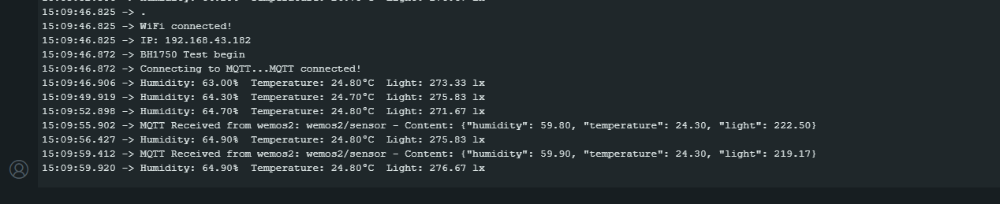 15:09:46.825 -> .
15:09:46.825 -> WiFi connected!
15:09:46.825 -> IP: 192.168.43.182
15:09:46.872 -> BH1750 Test begin
15:09:46.872 -> Connecting to MQTT...MQTT connected!
15:09:46.906 -> Humidity: 63.00%  Temperature: 24.80°C  Light: 273.33 lx
15:09:49.919 -> Humidity: 64.30%  Temperature: 24.70°C  Light: 275.83 lx
15:09:52.898 -> Humidity: 64.70%  Temperature: 24.80°C  Light: 271.67 lx
15:09:55.902 -> MQTT Received from wemos2: wemos2/sensor - Content: {"humidity": 59.80, "temperature": 24.30, "light": 222.50}
15:09:56.427 -> Humidity: 64.90%  Temperature: 24.80°C  Light: 275.83 lx
15:09:59.412 -> MQTT Received from wemos2: wemos2/sensor - Content: {"humidity": 59.90, "temperature": 24.30, "light": 219.17}
15:09:59.920 -> Humidity: 64.90%  Temperature: 24.80°C  Light: 276.67 lx